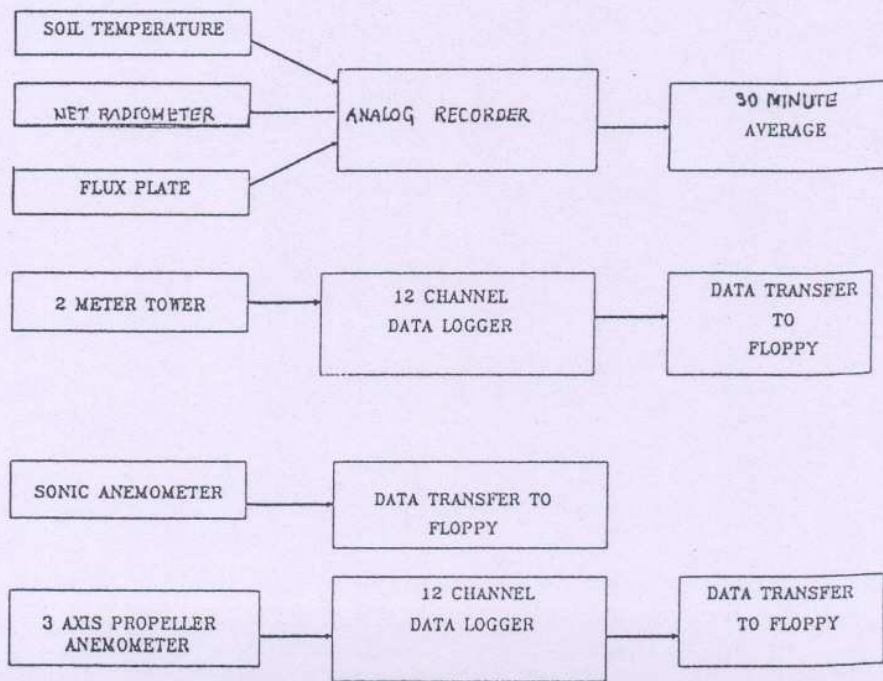 SOIL TEMPERATURE
NET RADIOMETER
FLUX PLATE
ANALOG RECORDER
30 MINUTE
AVERAGE
2 METER TOWER
12 CHANNEL
DATA LOGGER
DATA TRANSFER
TO
FLOPPY
SONIC ANEMOMETER
DATA TRANSFER TO
FLOPPY
3 AXIS PROPELLER
ANEMOMETER
12 CHANNEL
DATA LOGGER
DATA TRANSFER
TO FLOPPY